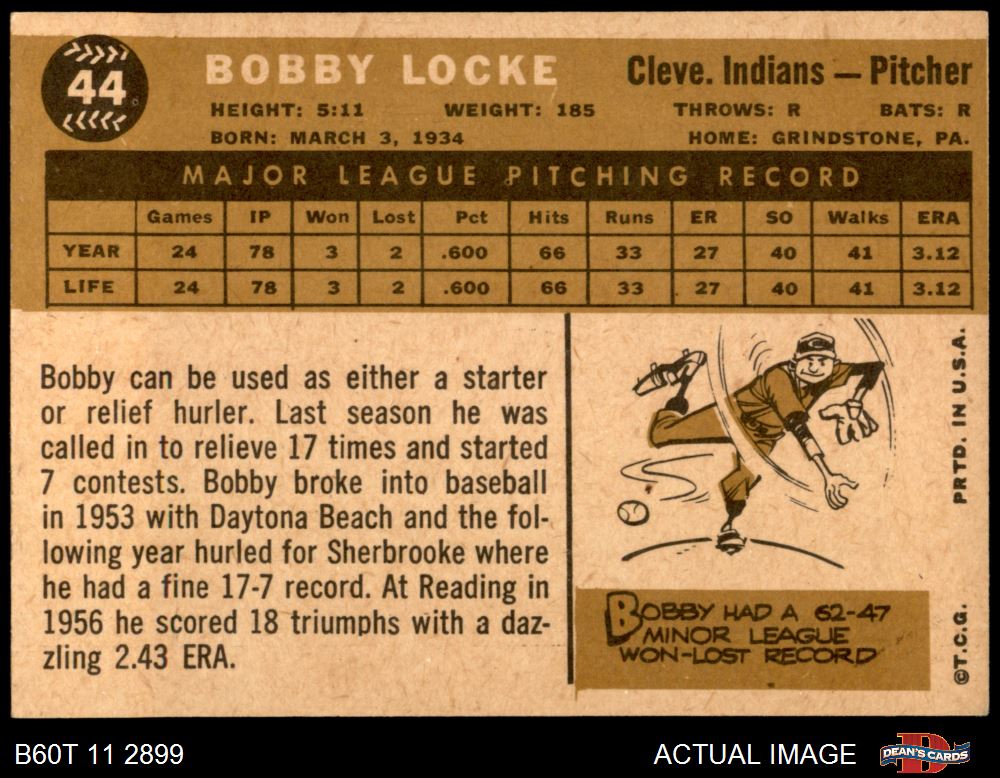 44
BOBBY LOCKE
Cleve. Indians — Pitcher
HEIGHT: 5:11 WEIGHT: 185 THROWS: R BATS: R
BORN: MARCH 3, 1934 HOME: GRINDSTONE, PA.
MAJOR LEAGUE PITCHING RECORD
Games IP Won Lost Pct Hits Runs ER SO Walks ERA
YEAR 24 78 3 2 .600 66 33 27 40 41 3.12
LIFE 24 78 3 2 .600 66 33 27 40 41 3.12
Bobby can be used as either a starter
or relief hurler. Last season he was
called in to relieve 17 times and started
7 contests. Bobby broke into baseball
in 1953 with Daytona Beach and the fol-
lowing year hurled for Sherbrooke where
he had a fine 17-7 record. At Reading in
1956 he scored 18 triumphs with a daz-
zling 2.43 ERA.
BOBBY HAD A 62-47
MINOR LEAGUE
WON-LOST RECORD
©T.C.G. PRTD. IN U.S.A.
B60T 11 2899
ACTUAL IMAGE
DEAN'S CARDS